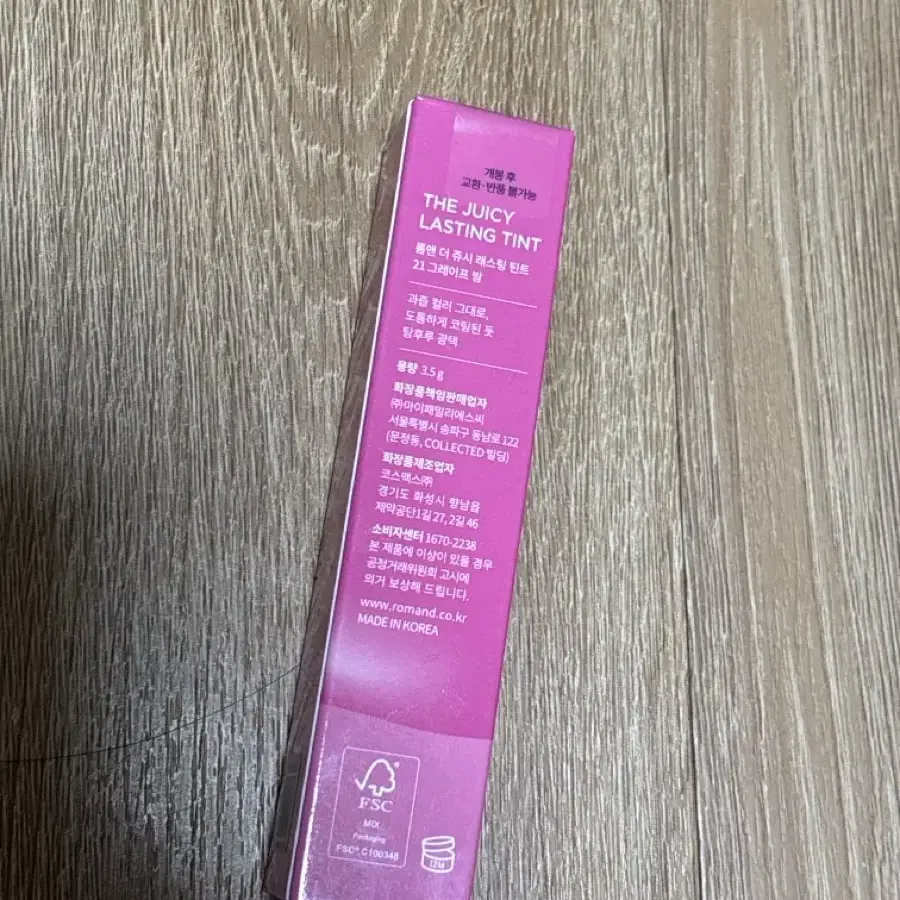 개봉 후
교환·반품 불가능
THE JUICY
LASTING TINT
롬앤 더 쥬시 래스팅 틴트
21 그레이프 밤
과즙 컬러 그대로,
도톰하게 코팅된 듯
탕후루 광택
용량 3.5g
화장품책임판매업자
㈜아이패밀리에스씨
서울특별시 송파구 동남로 122
(문정동, COLLECTED 빌딩)
화장품제조업자
코스맥스㈜
경기도 화성시 향남읍
제약공단1길 27, 2길 46
소비자센터 1670-2238
본 제품에 이상이 있을 경우
공정거래위원회 고시에
의거 보상해 드립니다.
www.romand.co.kr
MADE IN KOREA
FSC
MIX
Packaging
FSC® C100348
12M